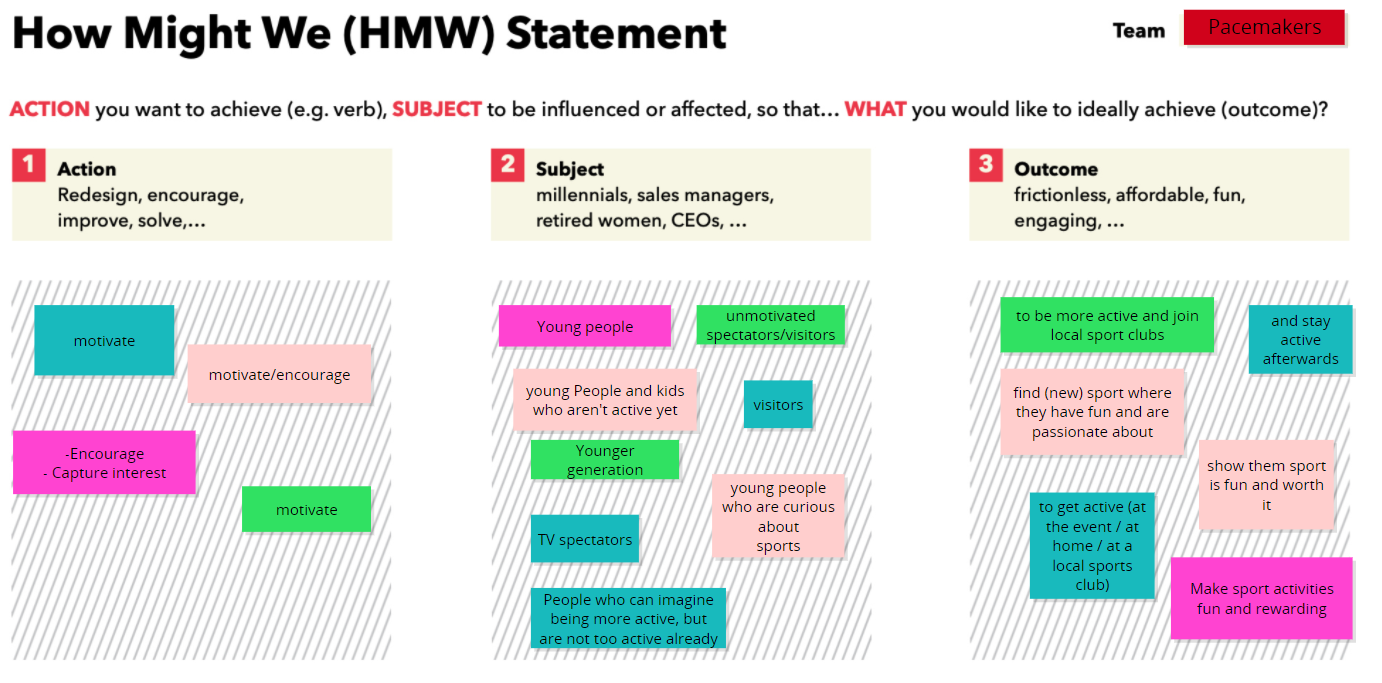 How Might We (HMW) Statement
Team
Pacemakers
ACTION you want to achieve (e.g. verb), SUBJECT to be influenced or affected, so that... WHAT you would like to ideally achieve (outcome)?
1
Action
Redesign, encourage,
improve, solve,...
2
Subject
millennials, sales managers,
retired women, CEOs, ...
3
Outcome
frictionless, affordable, fun,
engaging, ...
motivate
motivate/encourage
-Encourage
- Capture interest
motivate
Young people
unmotivated
spectators/visitors
young People and kids
who aren't active yet
visitors
Younger
generation
young people
who are curious
about
sports
TV spectators
People who can imagine
being more active, but
are not too active already
to be more active and join
local sport clubs
and stay
active
afterwards
find (new) sport where
they have fun and are
passionate about
show them sport
is fun and worth
it
to get active (at
the event / at
home / at a
local sports
club)
Make sport activities
fun and rewarding